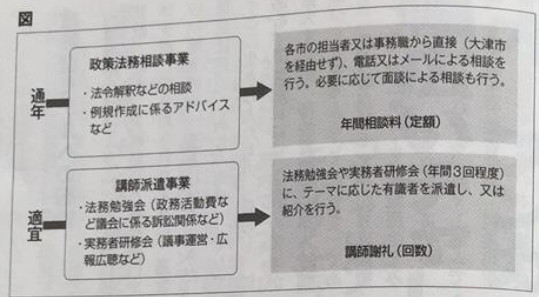 図
通年
政策法務相談事業
・法令解釈などの相談
・例規作成に係るアドバイス
など
各市の担当者又は事務職から直接（大津市
を経由せず）、電話又はメールによる相談を
行う。必要に応じて面談による相談も行う。
年間相談料（定額）
適宜
講師派遣事業
・法務勉強会（政務活動費な
ど議会に係る訴訟関係など）
・実務者研修会（議事運営・広
報広聴など）
法務勉強会や実務者研修会（年間3回程度）
に、テーマに応じた有識者を派遣し、又は
紹介を行う。
講師謝礼（回数）